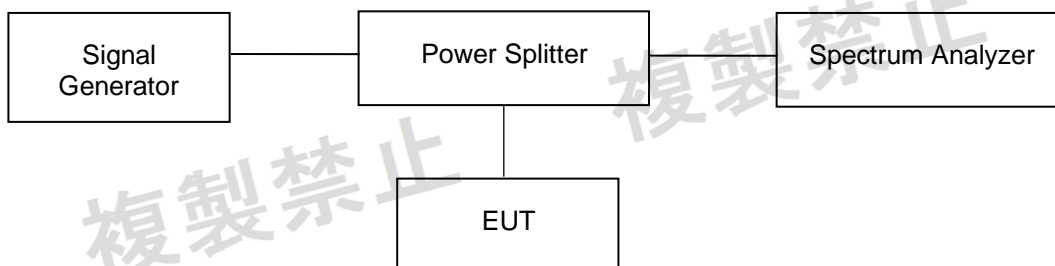 Signal
Generator
Power Splitter
Spectrum Analyzer
複製禁止
複製禁止
EUT